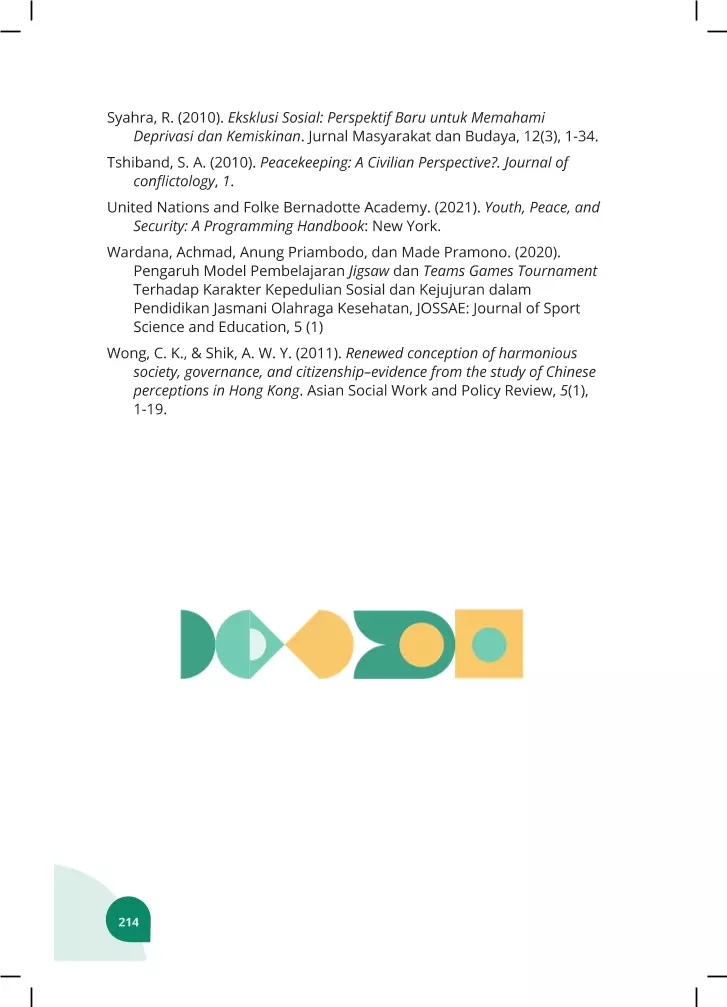 Syahra, R. (2010). Eksklusi Sosial: Perspektif Baru untuk Memahami
Deprivasi dan Kemiskinan. Jurnal Masyarakat dan Budaya, 12(3), 1-34.
Tshiband, S. A. (2010). Peacekeeping: A Civilian Perspective?. Journal of
conflictology, 1.
United Nations and Folke Bernadotte Academy. (2021). Youth, Peace, and
Security: A Programming Handbook: New York.
Wardana, Achmad, Anung Priambodo, dan Made Pramono. (2020).
Pengaruh Model Pembelajaran Jigsaw dan Teams Games Tournament
Terhadap Karakter Kepedulian Sosial dan Kejujuran dalam
Pendidikan Jasmani Olahraga Kesehatan, JOSSAE: Journal of Sport
Science and Education, 5 (1)
Wong, C. K., & Shik, A. W. Y. (2011). Renewed conception of harmonious
society, governance, and citizenship–evidence from the study of Chinese
perceptions in Hong Kong. Asian Social Work and Policy Review, 5(1),
1-19.
214